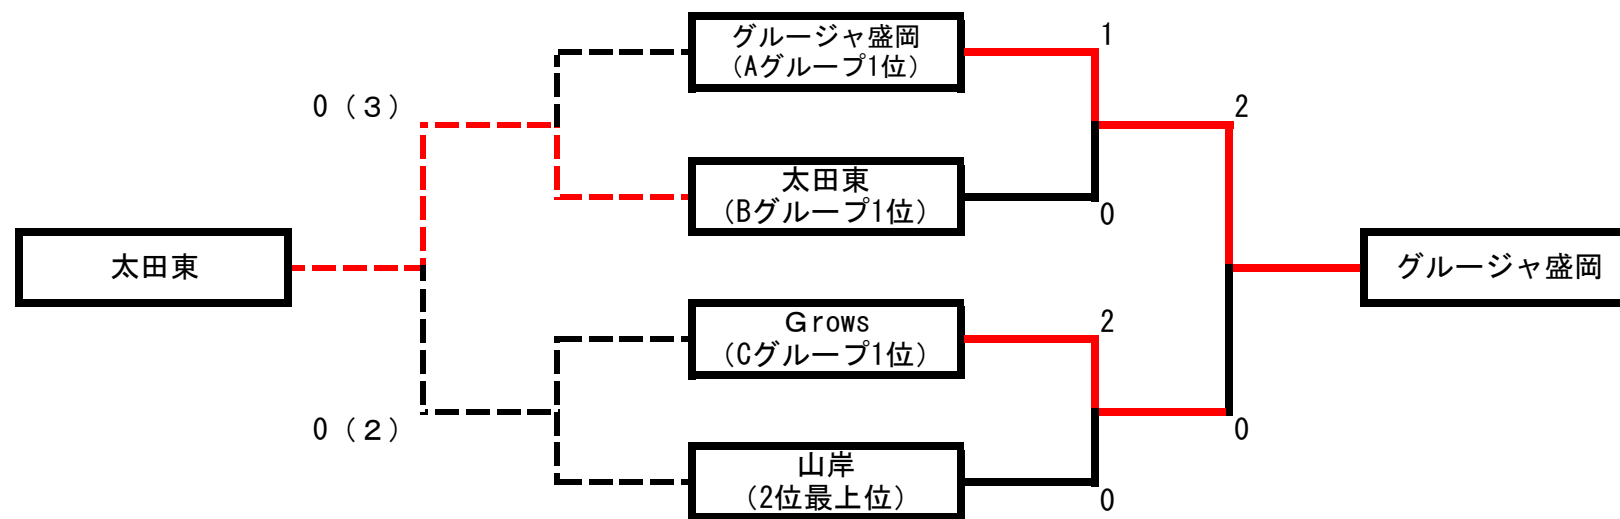 グルージャ盛岡
(Aグループ1位)
1
0(３)
2
太田東
(Bグループ1位)
0
太田東
グルージャ盛岡
Ｇrows
(Cグループ1位)
2
0(２)
0
山岸
(2位最上位)
0